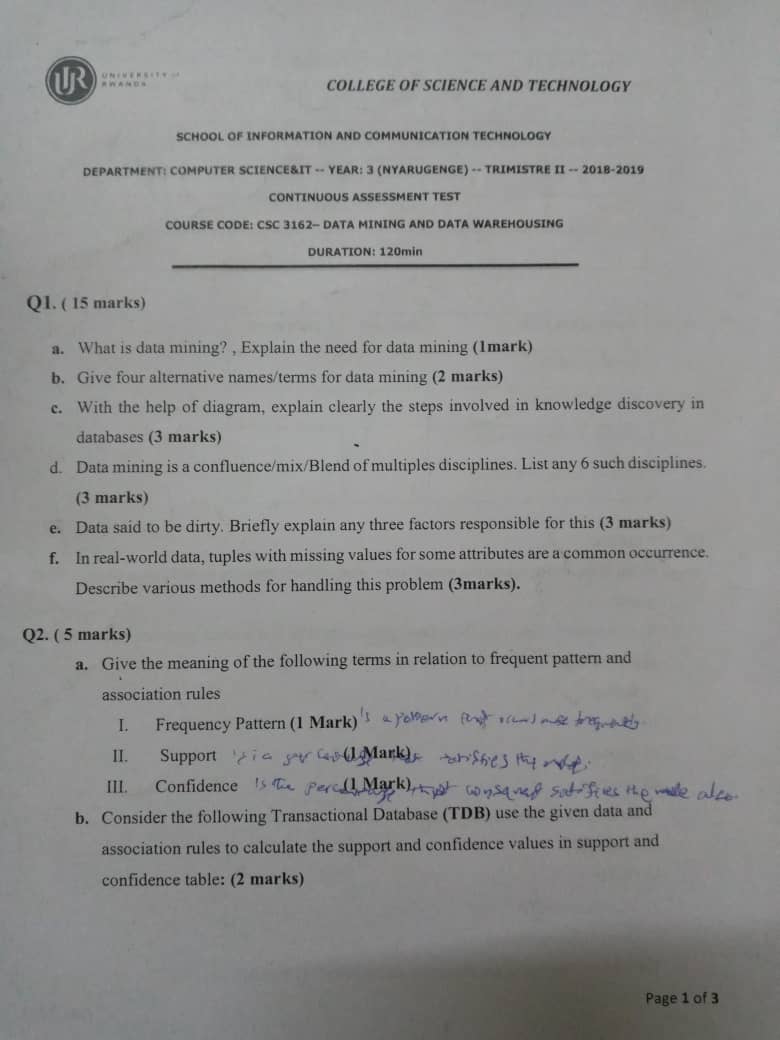 UR UNIVERSITY of
RWANDA
COLLEGE OF SCIENCE AND TECHNOLOGY
SCHOOL OF INFORMATION AND COMMUNICATION TECHNOLOGY
DEPARTMENT: COMPUTER SCIENCE&IT -- YEAR: 3 (NYARUGENGE) -- TRIMISTRE II -- 2018-2019
CONTINUOUS ASSESSMENT TEST
COURSE CODE: CSC 3162– DATA MINING AND DATA WAREHOUSING
DURATION: 120min
Q1. ( 15 marks)
a. What is data mining? , Explain the need for data mining (1mark)
b. Give four alternative names/terms for data mining (2 marks)
c. With the help of diagram, explain clearly the steps involved in knowledge discovery in
databases (3 marks)
d. Data mining is a confluence/mix/Blend of multiples disciplines. List any 6 such disciplines.
(3 marks)
e. Data said to be dirty. Briefly explain any three factors responsible for this (3 marks)
f. In real-world data, tuples with missing values for some attributes are a common occurrence.
Describe various methods for handling this problem (3marks).
Q2. ( 5 marks)
a. Give the meaning of the following terms in relation to frequent pattern and
association rules
I. Frequency Pattern (1 Mark) is a pattern that frequently
II. Support (1 Mark) satisfies the
III. Confidence (1 Mark) is the that satisfies the also
b. Consider the following Transactional Database (TDB) use the given data and
association rules to calculate the support and confidence values in support and
confidence table: (2 marks)
Page 1 of 3